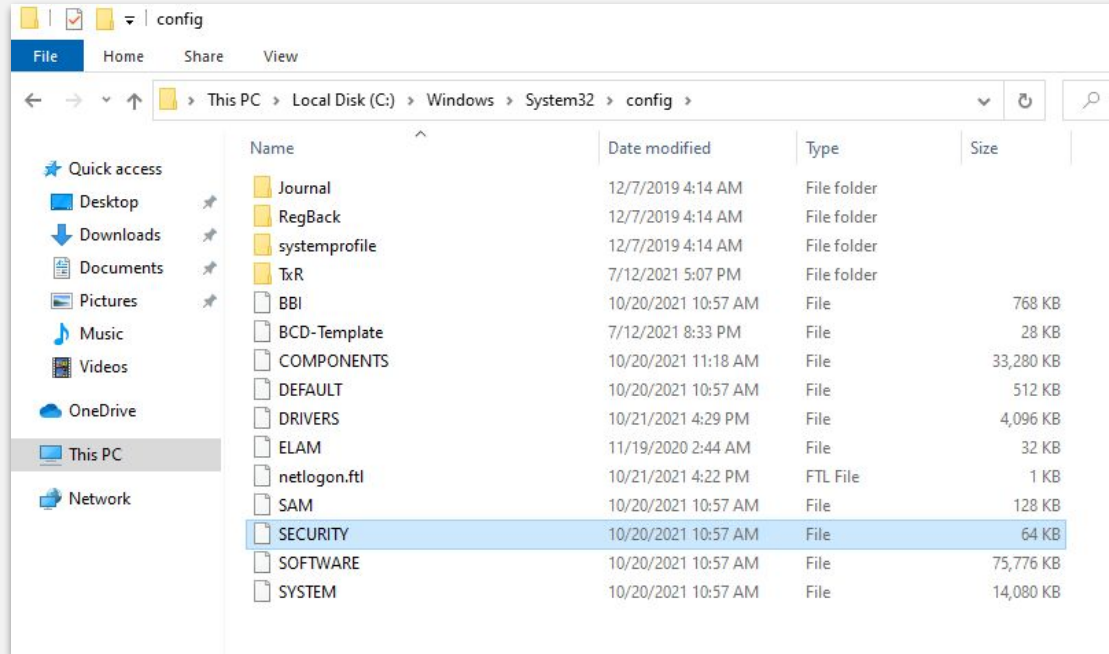 config
File Home Share View
This PC > Local Disk (C:) > Windows > System32 > config >
Name Date modified Type Size
Quick access
Desktop
Downloads
Documents
Pictures
Music
Videos
OneDrive
This PC
Network
Journal 12/7/2019 4:14 AM File folder
RegBack 12/7/2019 4:14 AM File folder
systemprofile 12/7/2019 4:14 AM File folder
TxR 7/12/2021 5:07 PM File folder
BBI 10/20/2021 10:57 AM File 768 KB
BCD-Template 7/12/2021 8:33 PM File 28 KB
COMPONENTS 10/20/2021 11:18 AM File 33,280 KB
DEFAULT 10/20/2021 10:57 AM File 512 KB
DRIVERS 10/21/2021 4:29 PM File 4,096 KB
ELAM 11/19/2020 2:44 AM File 32 KB
netlogon.ftl 10/21/2021 4:22 PM FTL File 1 KB
SAM 10/20/2021 10:57 AM File 128 KB
SECURITY 10/20/2021 10:57 AM File 64 KB
SOFTWARE 10/20/2021 10:57 AM File 75,776 KB
SYSTEM 10/20/2021 10:57 AM File 14,080 KB